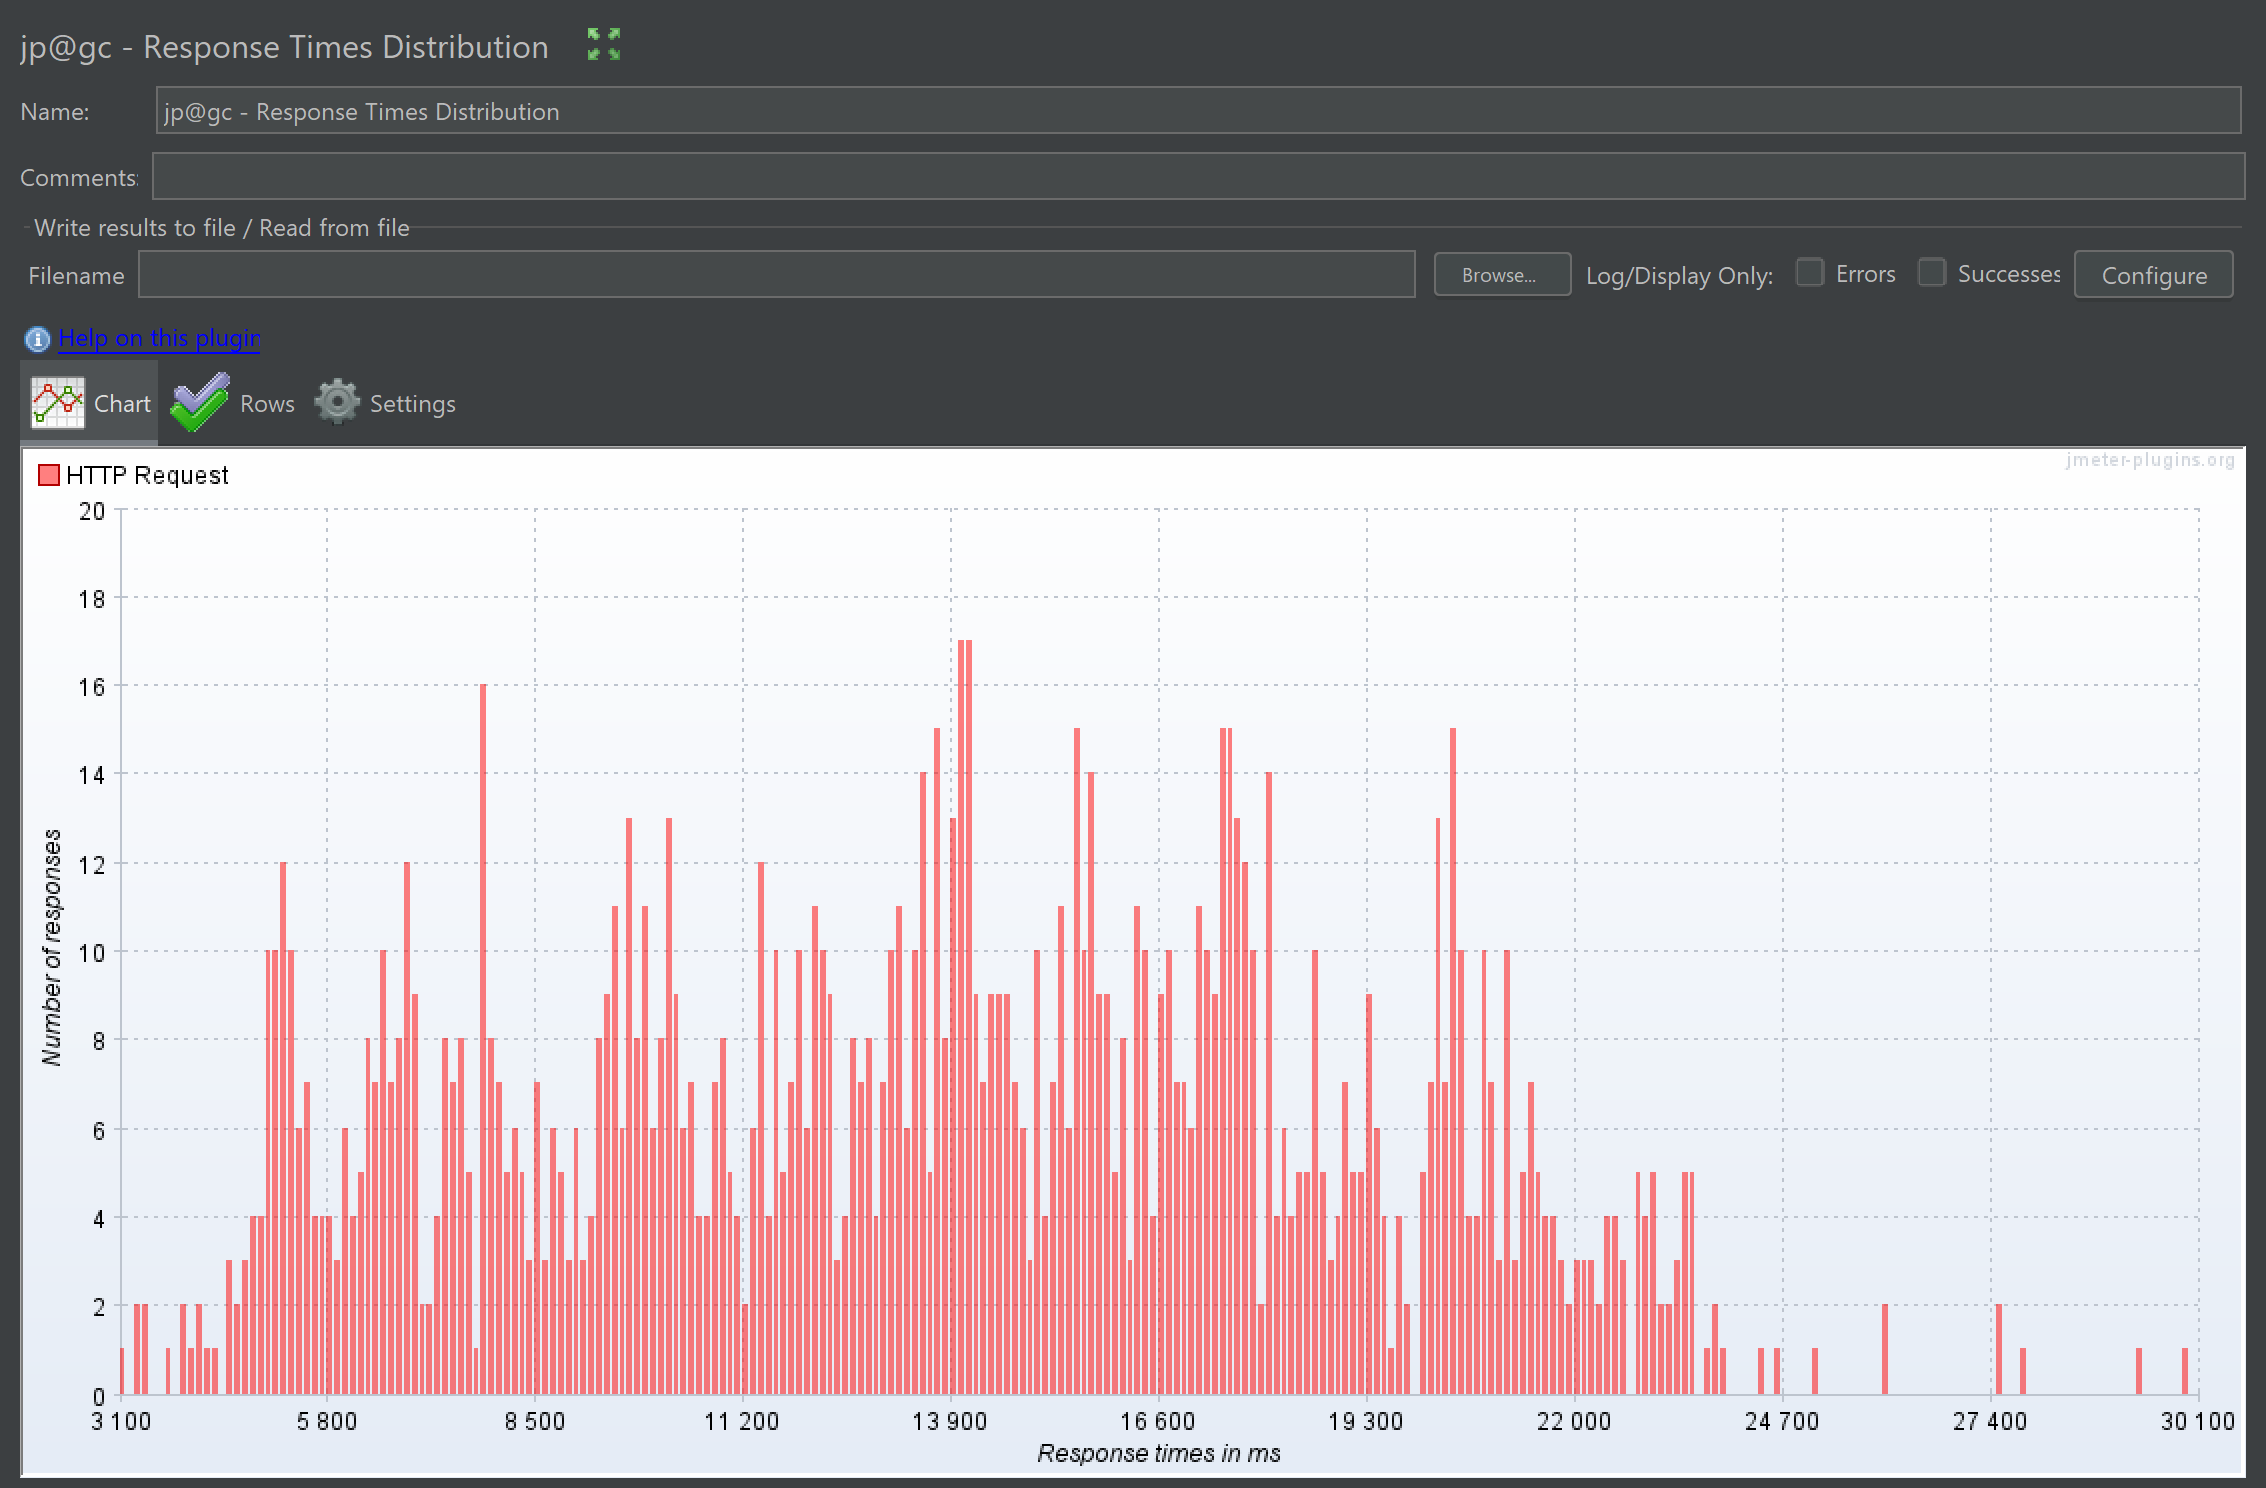 jp@gc - Response Times Distribution
Name: jp@gc - Response Times Distribution
Comments:
Write results to file / Read from file
Filename Browse... Log/Display Only: Errors Successes Configure
Help on this plugin
Chart Rows Settings
HTTP Request
jmeter-plugins.org
20
18
16
14
12
10
8
6
4
2
0
Number of responses
3 100 5 800 8 500 11 200 13 900 16 600 19 300 22 000 24 700 27 400 30 100
Response times in ms